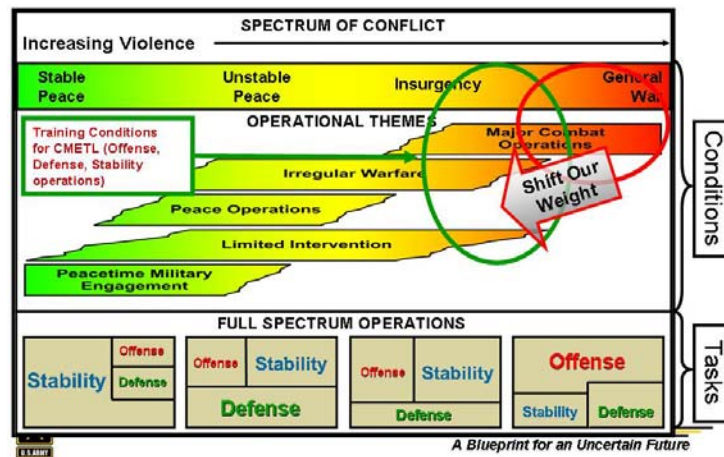 SPECTRUM OF CONFLICT
Increasing Violence
Stable
Peace
Unstable
Peace
Insurgency
General
War
OPERATIONAL THEMES
Training Conditions
for CMETL (Offense,
Defense, Stability
operations)
Major Combat
Operations
Irregular Warfare
Shift Our
Weight
Peace Operations
Limited Intervention
Peacetime Military
Engagement
Conditions
FULL SPECTRUM OPERATIONS
Stability
Offense
Defense
Offense
Stability
Defense
Offense
Stability
Defense
Offense
Stability
Defense
Tasks
U.S. ARMY
A Blueprint for an Uncertain Future